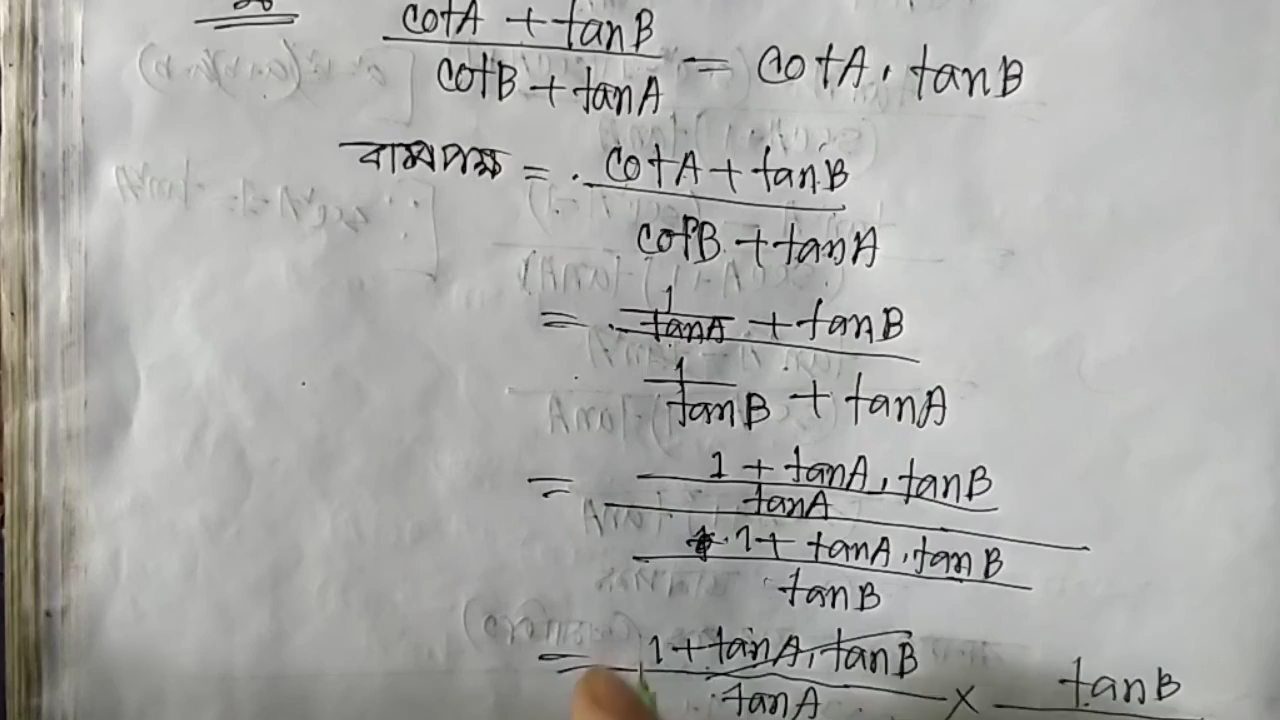 cotA + tanB
cotB + tanA
= cotA . tanB
বামপক্ষ = cotA + tanB
cotB + tanA
= 1
tanA + tanB
1
tanB + tanA
= 1 + tanA . tanB
tanA
1 + tanA . tanB
tanB
= 1 + tanA . tanB
tanA × tanB